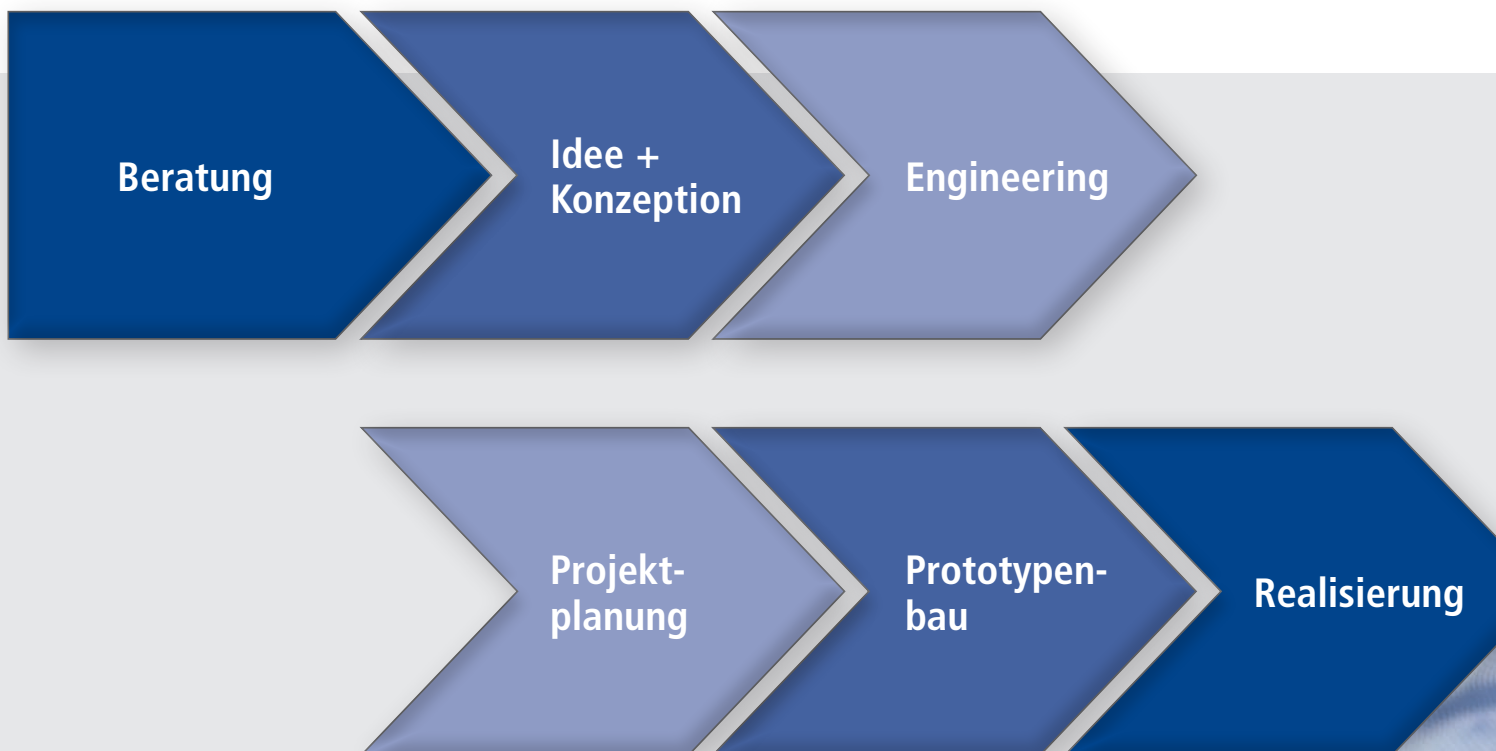 Beratung
Idee +
Konzeption
Engineering
Projekt-
planung
Prototypen-
bau
Realisierung